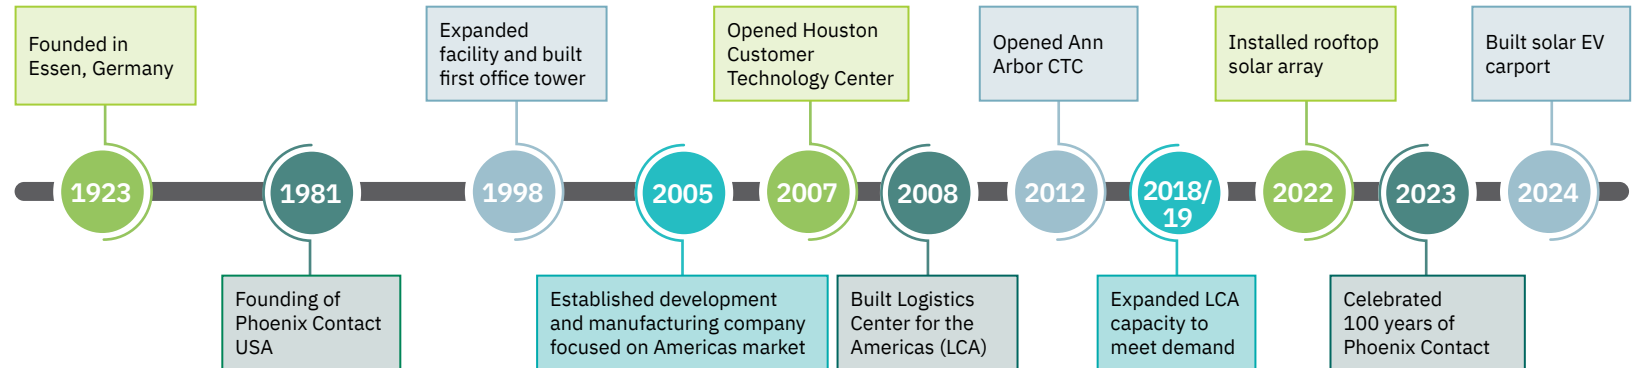 Founded in
Essen, Germany
Expanded
facility and built
first office tower
Opened Houston
Customer
Technology Center
Opened Ann
Arbor CTC
Installed rooftop
solar array
Built solar EV
carport
1923
1981
1998
2005
2007
2008
2012
2018/
19
2022
2023
2024
Founding of
Phoenix Contact
USA
Established development
and manufacturing company
focused on Americas market
Built Logistics
Center for the
Americas (LCA)
Expanded LCA
capacity to
meet demand
Celebrated
100 years of
Phoenix Contact